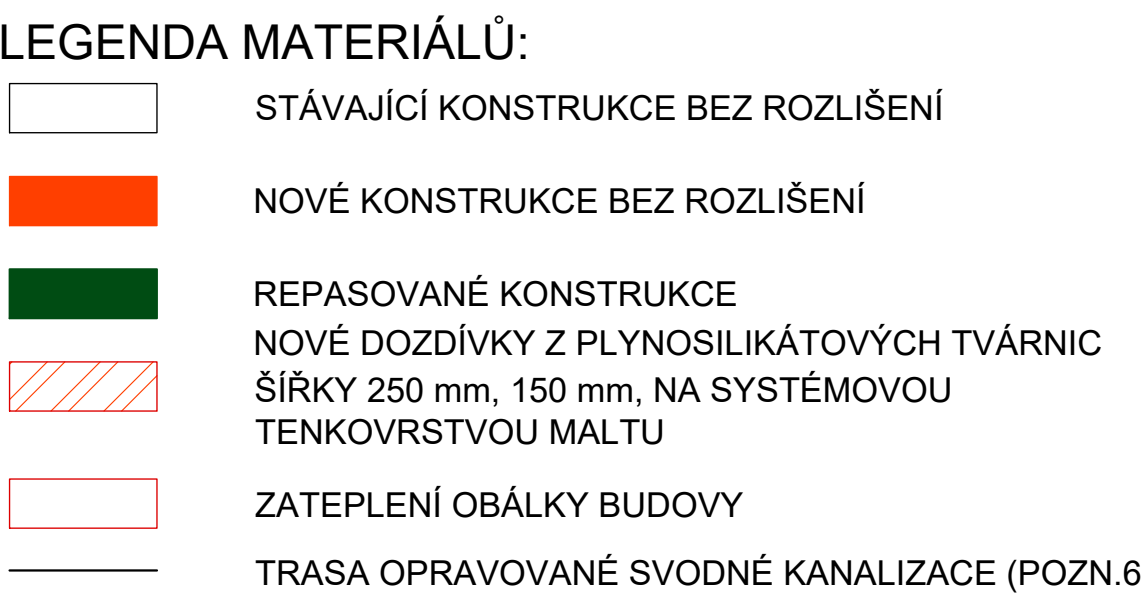 LEGENDA MATERIÁLŮ:
STÁVAJÍCÍ KONSTRUKCE BEZ ROZLIŠENÍ
NOVÉ KONSTRUKCE BEZ ROZLIŠENÍ
REPASOVANÉ KONSTRUKCE
NOVÉ DOZDÍVKY Z PLYNOSILIKÁTOVÝCH TVÁRNIC
ŠÍŘKY 250 mm, 150 mm, NA SYSTÉMOVOU
TENKOVRSTVOU MALTU
ZATEPLENÍ OBÁLKY BUDOVY
TRASA OPRAVOVANÉ SVODNÉ KANALIZACE (POZN.6